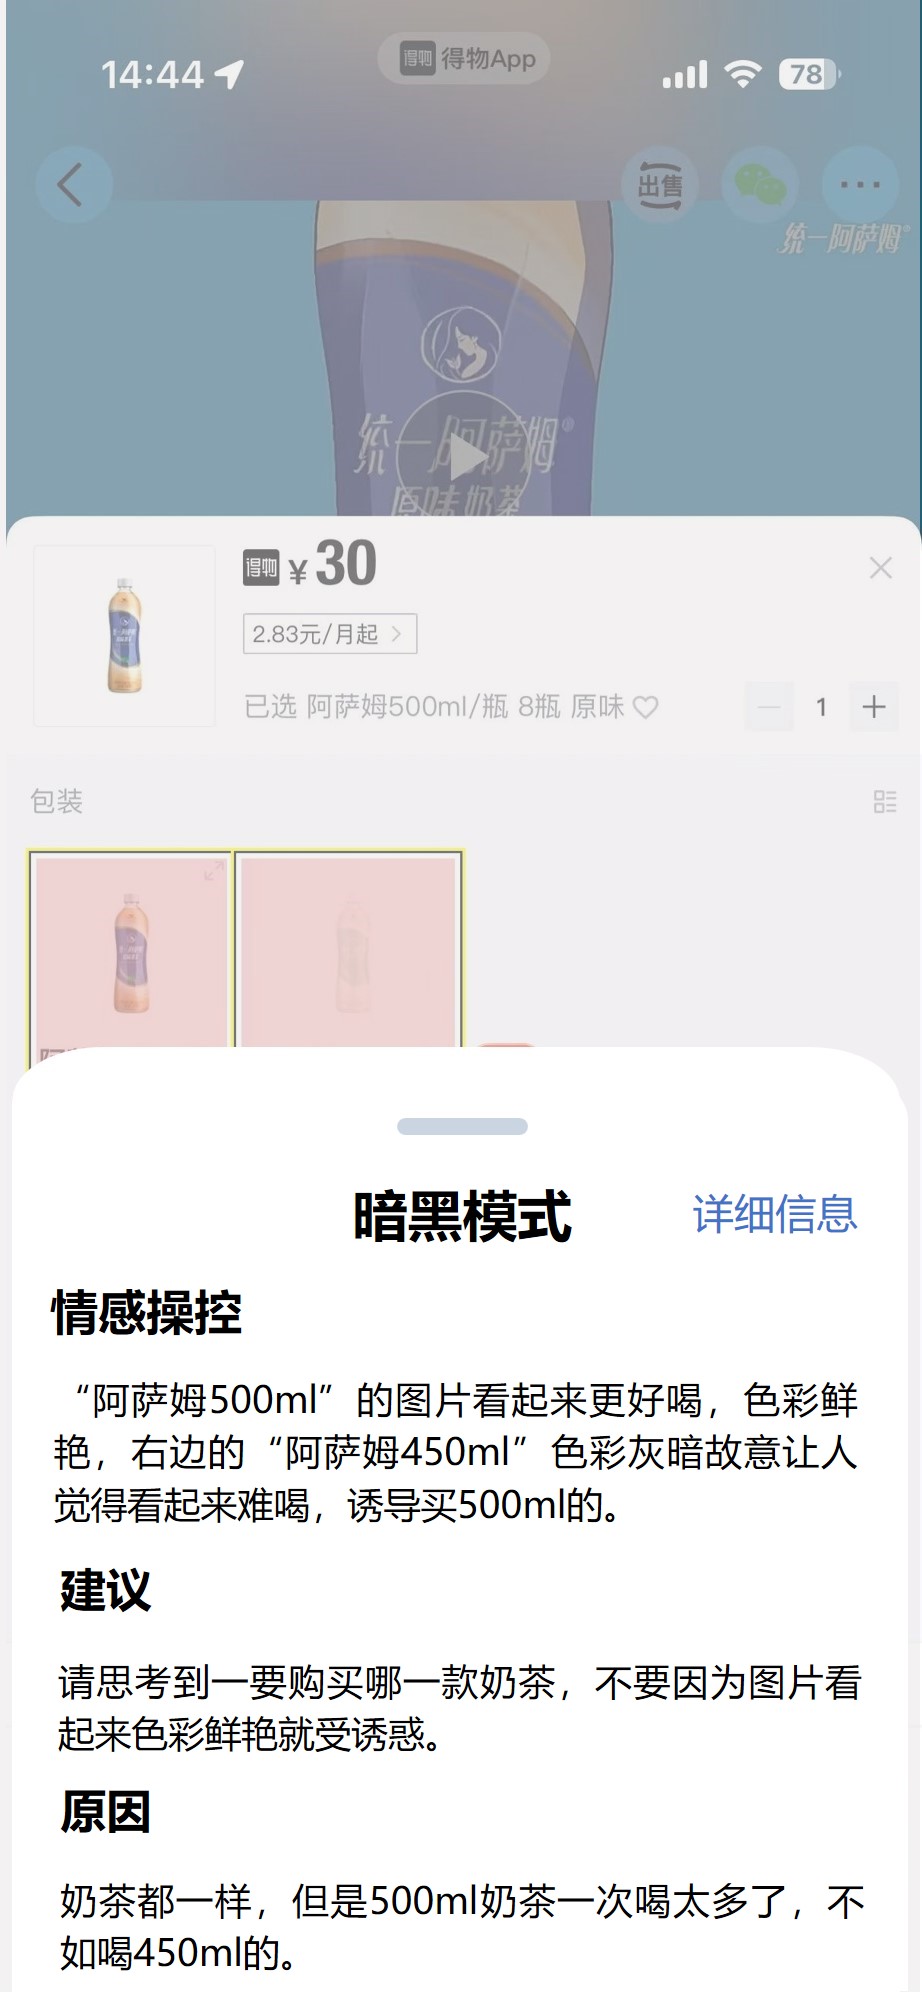 14:44
得物 得物App
78
出售
统一阿萨姆®
统一阿萨姆®
原味奶茶
得物 ¥30
2.83元/月起 >
已选 阿萨姆500ml/瓶 8瓶 原味
1
包装
暗黑模式
详细信息
情感操控
“阿萨姆500ml”的图片看起来更好喝，色彩鲜
艳，右边的“阿萨姆450ml”色彩灰暗故意让人
觉得看起来难喝，诱导买500ml的。
建议
请思考到一要购买哪一款奶茶，不要因为图片看
起来色彩鲜艳就受诱惑。
原因
奶茶都一样，但是500ml奶茶一次喝太多了，不
如喝450ml的。